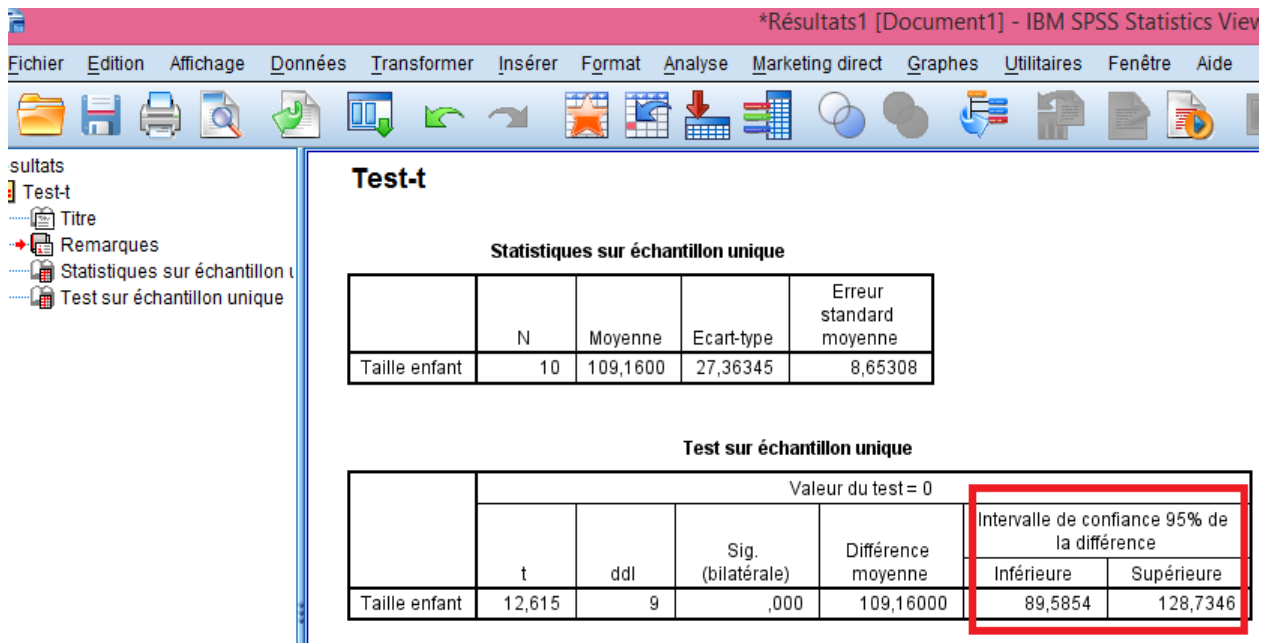 *Résultats1 [Document1] - IBM SPSS Statistics View
Fichier Edition Affichage Données Transformer Insérer Format Analyse Marketing direct Graphes Utilitaires Fenêtre Aide
sultats
Test-t
Titre
Remarques
Statistiques sur échantillon u
Test sur échantillon unique
Test-t
Statistiques sur échantillon unique
N Moyenne Ecart-type Erreur standard moyenne
Taille enfant 10 109,1600 27,36345 8,65308
Test sur échantillon unique
Valeur du test = 0
t ddl Sig. (bilatérale) Différence moyenne Intervalle de confiance 95% de la différence
Inférieure Supérieure
Taille enfant 12,615 9 ,000 109,16000 89,5854 128,7346